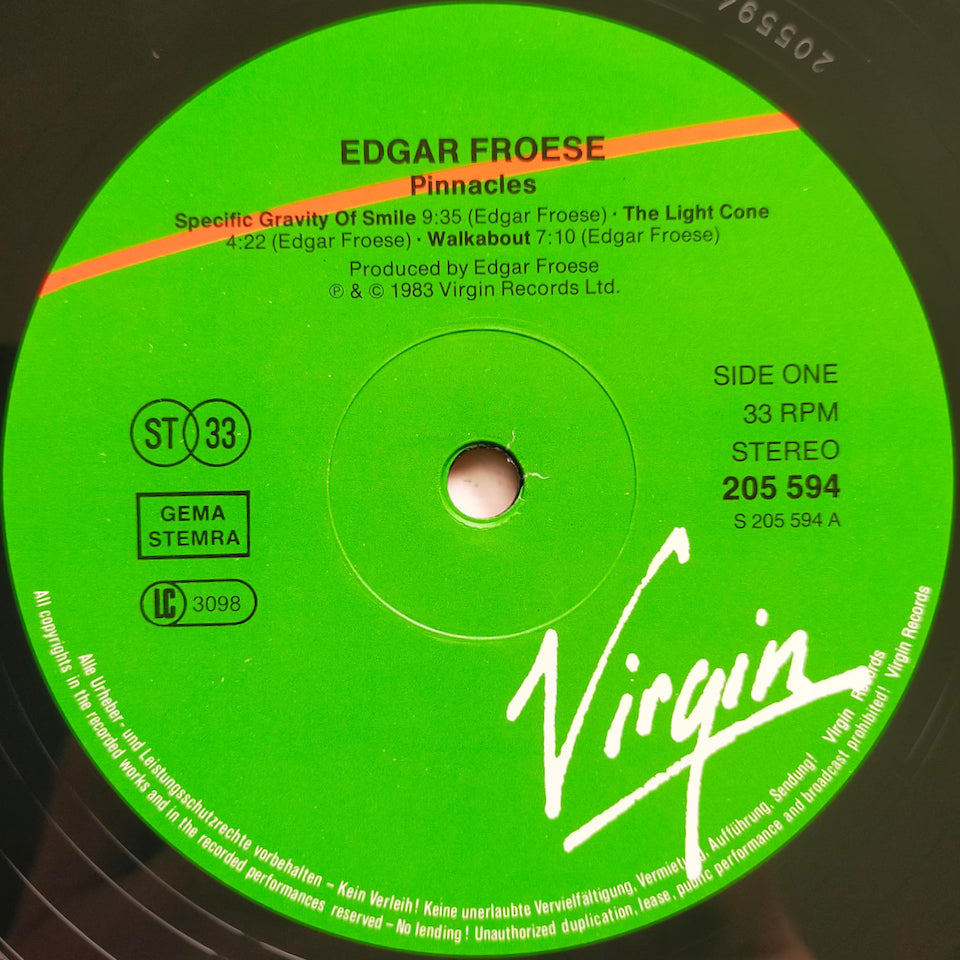 205594
EDGAR FROESE
Pinnacles
Specific Gravity Of Smile 9:35 (Edgar Froese) · The Light Cone
4:22 (Edgar Froese) · Walkabout 7:10 (Edgar Froese)
Produced by Edgar Froese
℗ & © 1983 Virgin Records Ltd.
SIDE ONE
33 RPM
STEREO
205 594
S 205 594 A
ST 33
GEMA
STEMRA
LC 3098
Virgin
Alle Urheber- und Leistungsschutzrechte vorbehalten – Kein Verleih! Keine unerlaubte Vervielfältigung, Vermietung, Aufführung, Sendung! Virgin Records
All copyrights in the recorded works and in the recorded performances reserved – No lending! Unauthorized duplication, lease, public performance and broadcast prohibited! Virgin Records